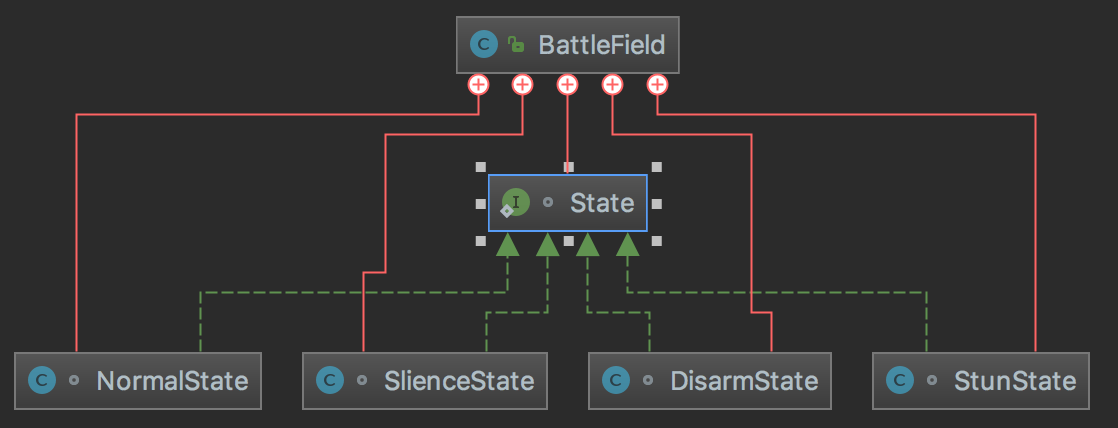 C BattleField
I State
C NormalState
C SlienceState
C DisarmState
C StunState